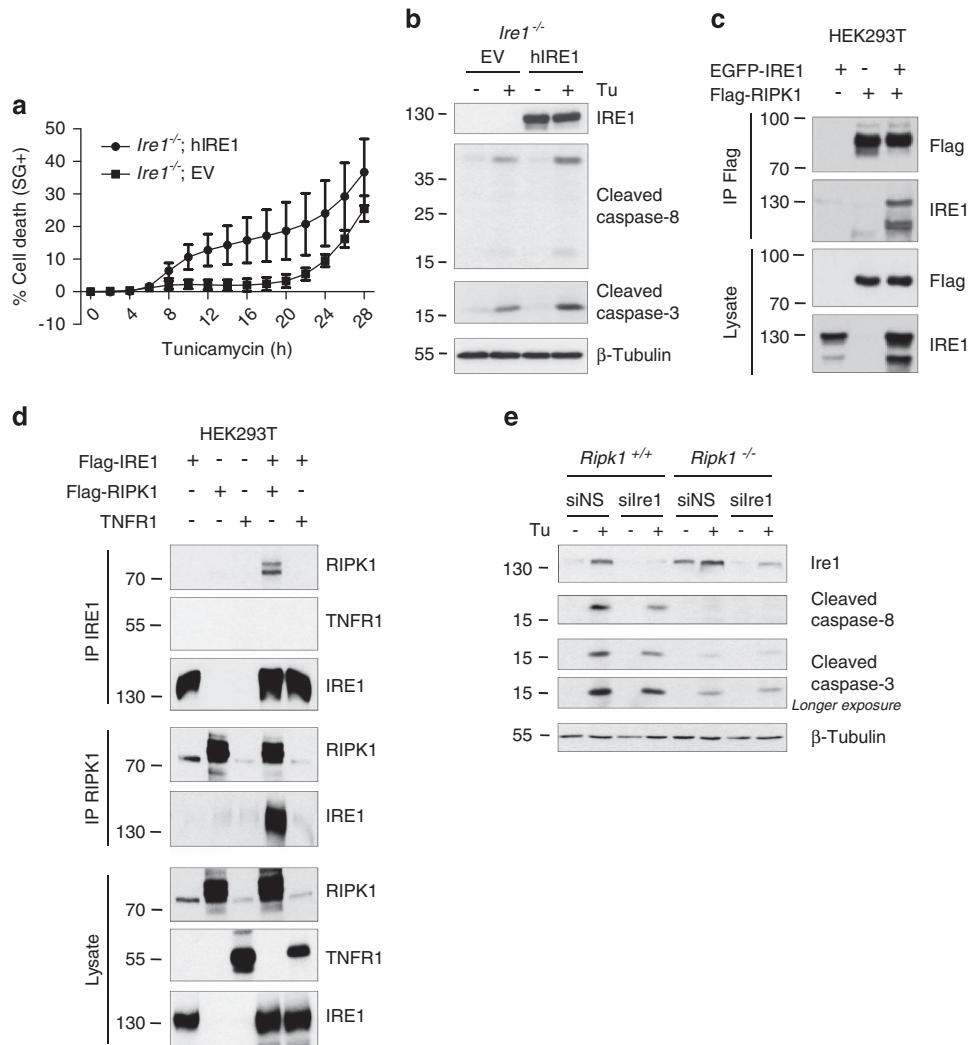 a
50
40
30
20
10
0
-10
% Cell death (SG+)
Ire1-/-; hIRE1
Ire1-/-; EV
0 4 8 12 16 20 24 28
Tunicamycin (h)
b
Ire1-/-
EV hIRE1
- + - + Tu
130 – IRE1
35 –
25 –
15 –
Cleaved
caspase-8
15 –
Cleaved
caspase-3
55 – β-Tubulin
c
HEK293T
EGFP-IRE1 + - +
Flag-RIPK1 - + +
IP Flag
100 –
70 –
Flag
130 – IRE1
Lysate
100 –
70 –
Flag
130 – IRE1
d
HEK293T
Flag-IRE1 + - - + +
Flag-RIPK1 - + - + -
TNFR1 - - + - +
IP IRE1
70 – RIPK1
55 – TNFR1
130 – IRE1
IP RIPK1
70 – RIPK1
130 – IRE1
Lysate
70 – RIPK1
55 – TNFR1
130 – IRE1
e
Ripk1 +/+ Ripk1 -/-
siNS siIre1 siNS siIre1
Tu - + - + - + - +
130 – Ire1
15 –
Cleaved
caspase-8
15 –
15 –
Cleaved
caspase-3
Longer exposure
55 – β-Tubulin